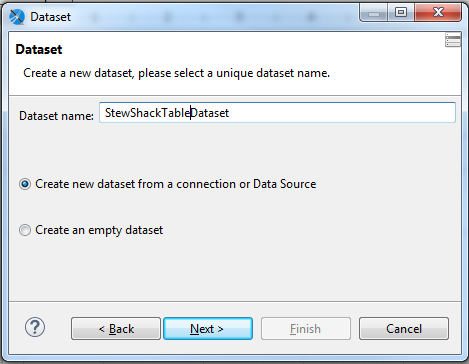 Dataset
Dataset
Create a new dataset, please select a unique dataset name.
Dataset name: StewShackTableDataset
Create new dataset from a connection or Data Source
Create an empty dataset
? < Back Next > Finish Cancel